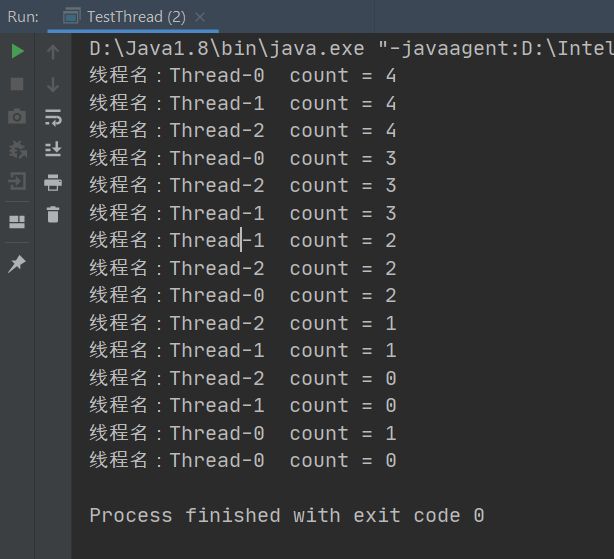 Run: TestThread (2) ×
D:\Java1.8\bin\java.exe "-javaagent:D:\Intel
线程名：Thread-0  count = 4
线程名：Thread-1  count = 4
线程名：Thread-2  count = 4
线程名：Thread-0  count = 3
线程名：Thread-2  count = 3
线程名：Thread-1  count = 3
线程名：Thread-1  count = 2
线程名：Thread-2  count = 2
线程名：Thread-0  count = 2
线程名：Thread-2  count = 1
线程名：Thread-1  count = 1
线程名：Thread-2  count = 0
线程名：Thread-1  count = 0
线程名：Thread-0  count = 1
线程名：Thread-0  count = 0
Process finished with exit code 0